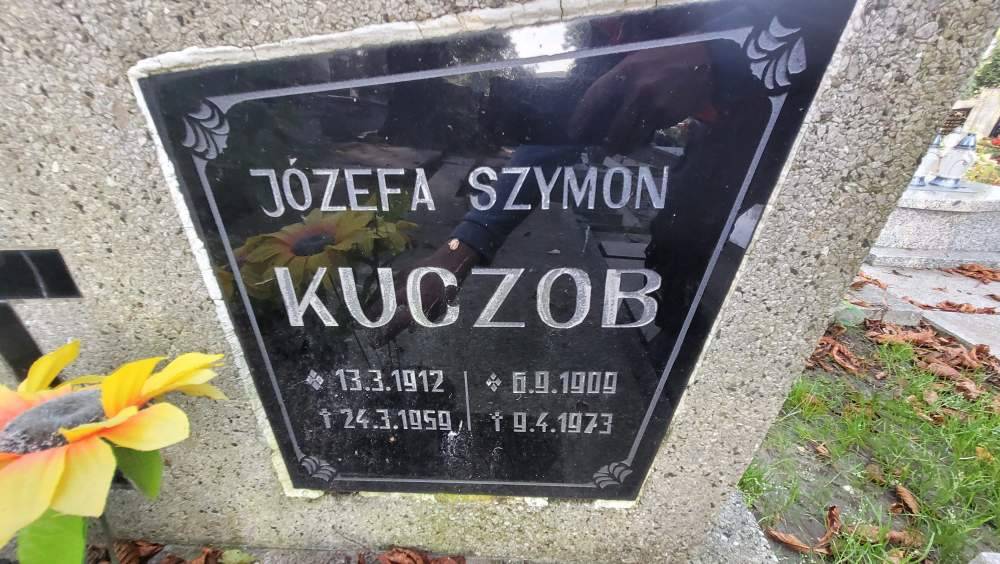 JÓZEFA SZYMON
KUCZOB
13.3.1912 6.9.1909
† 24.3.1959 † 9.4.1973